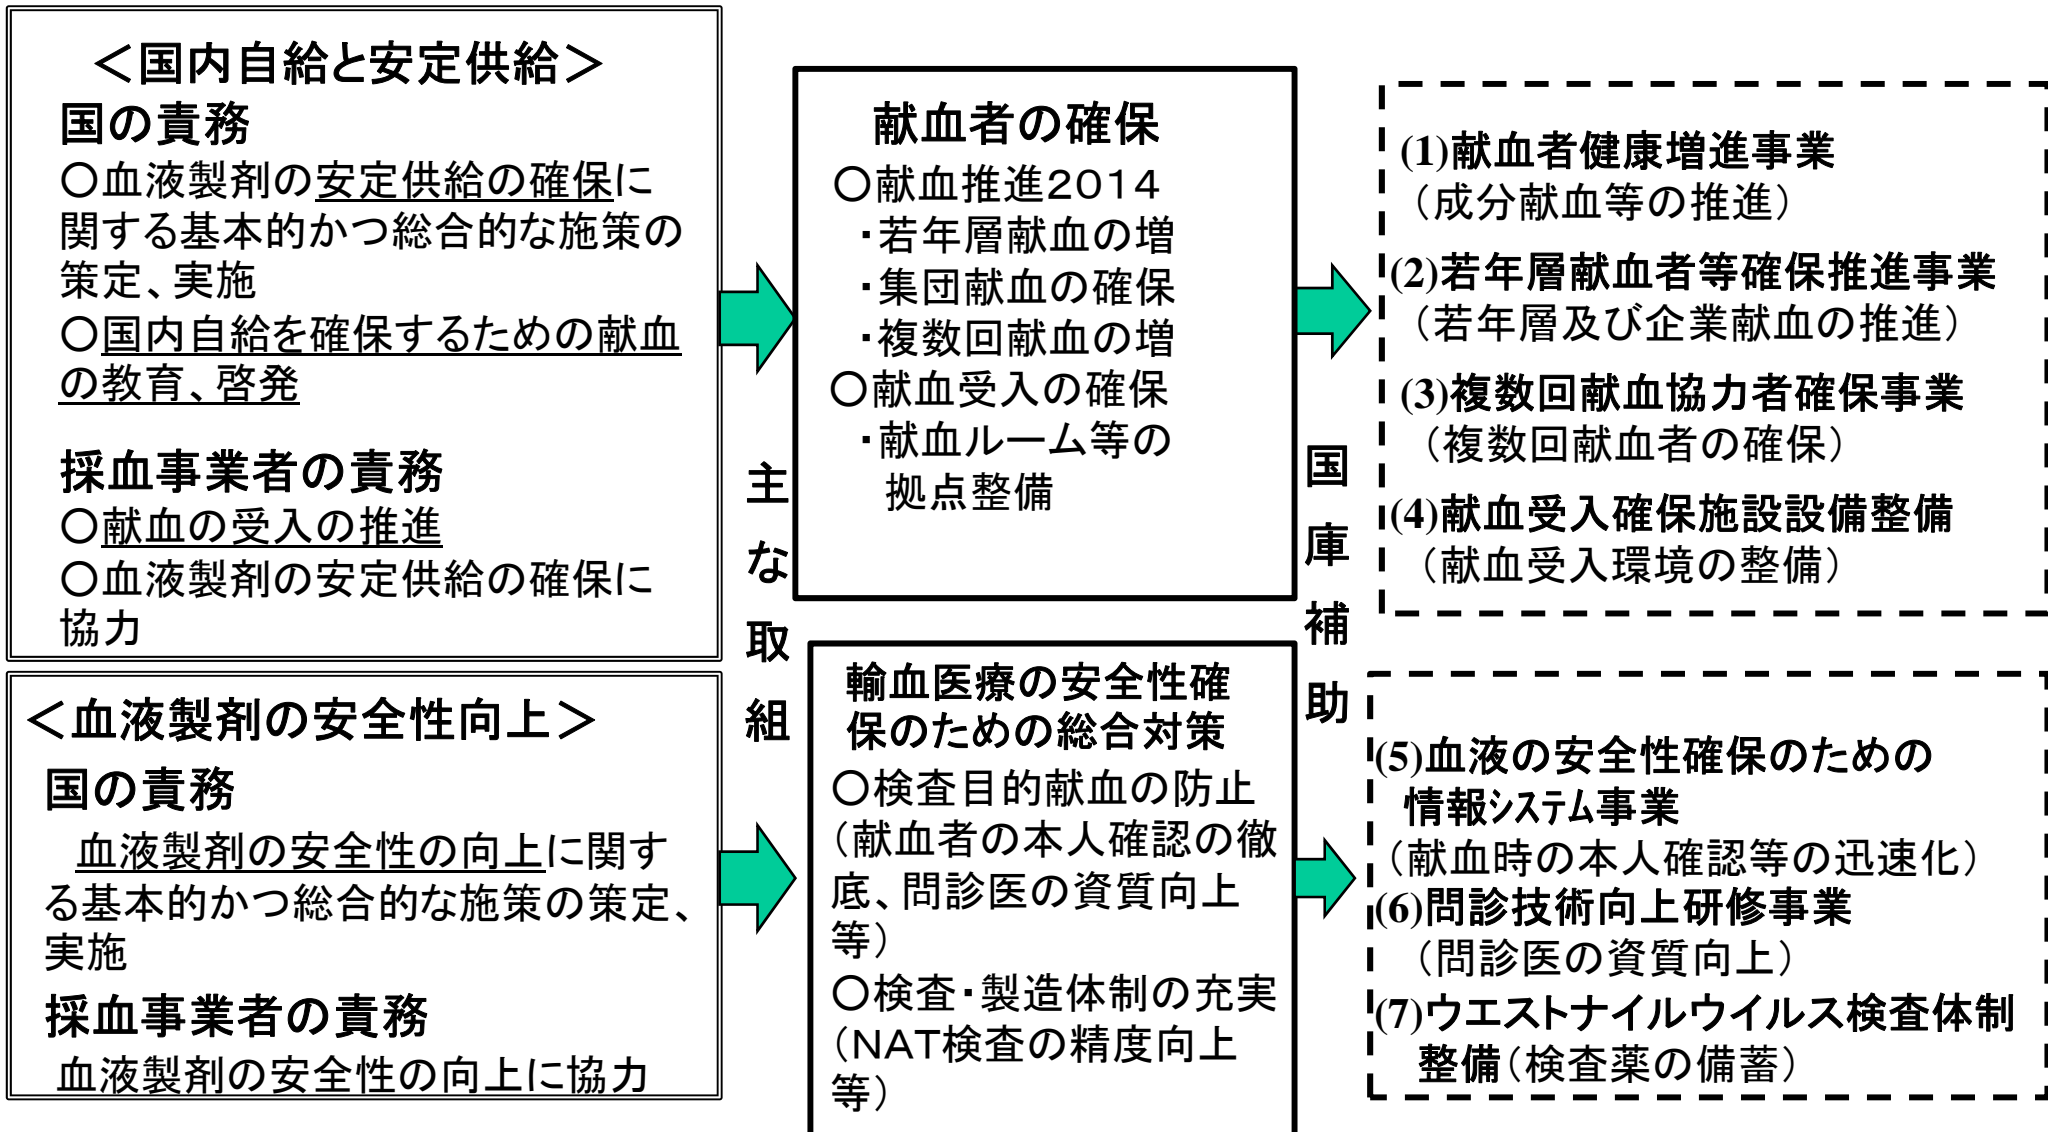 ＜国内自給と安定供給＞
国の責務
○血液製剤の安定供給の確保に
関する基本的かつ総合的な施策の
策定、実施
○国内自給を確保するための献血
の教育、啓発
採血事業者の責務
○献血の受入の推進
○血液製剤の安定供給の確保に
協力
＜血液製剤の安全性向上＞
国の責務
血液製剤の安全性の向上に関す
る基本的かつ総合的な施策の策定、
実施
採血事業者の責務
血液製剤の安全性の向上に協力
主な取組
献血者の確保
○献血推進2014
・若年層献血の増
・集団献血の確保
・複数回献血の増
○献血受入の確保
・献血ルーム等の
拠点整備
輸血医療の安全性確
保のための総合対策
○検査目的献血の防止
（献血者の本人確認の徹
底、問診医の資質向上
等）
○検査・製造体制の充実
（NAT検査の精度向上
等）
国庫補助
(1)献血者健康増進事業
（成分献血等の推進）
(2)若年層献血者等確保推進事業
（若年層及び企業献血の推進）
(3)複数回献血協力者確保事業
（複数回献血者の確保）
(4)献血受入確保施設設備整備
（献血受入環境の整備）
(5)血液の安全性確保のための
情報システム事業
（献血時の本人確認等の迅速化）
(6)問診技術向上研修事業
（問診医の資質向上）
(7)ウエストナイルウイルス検査体制
整備（検査薬の備蓄）